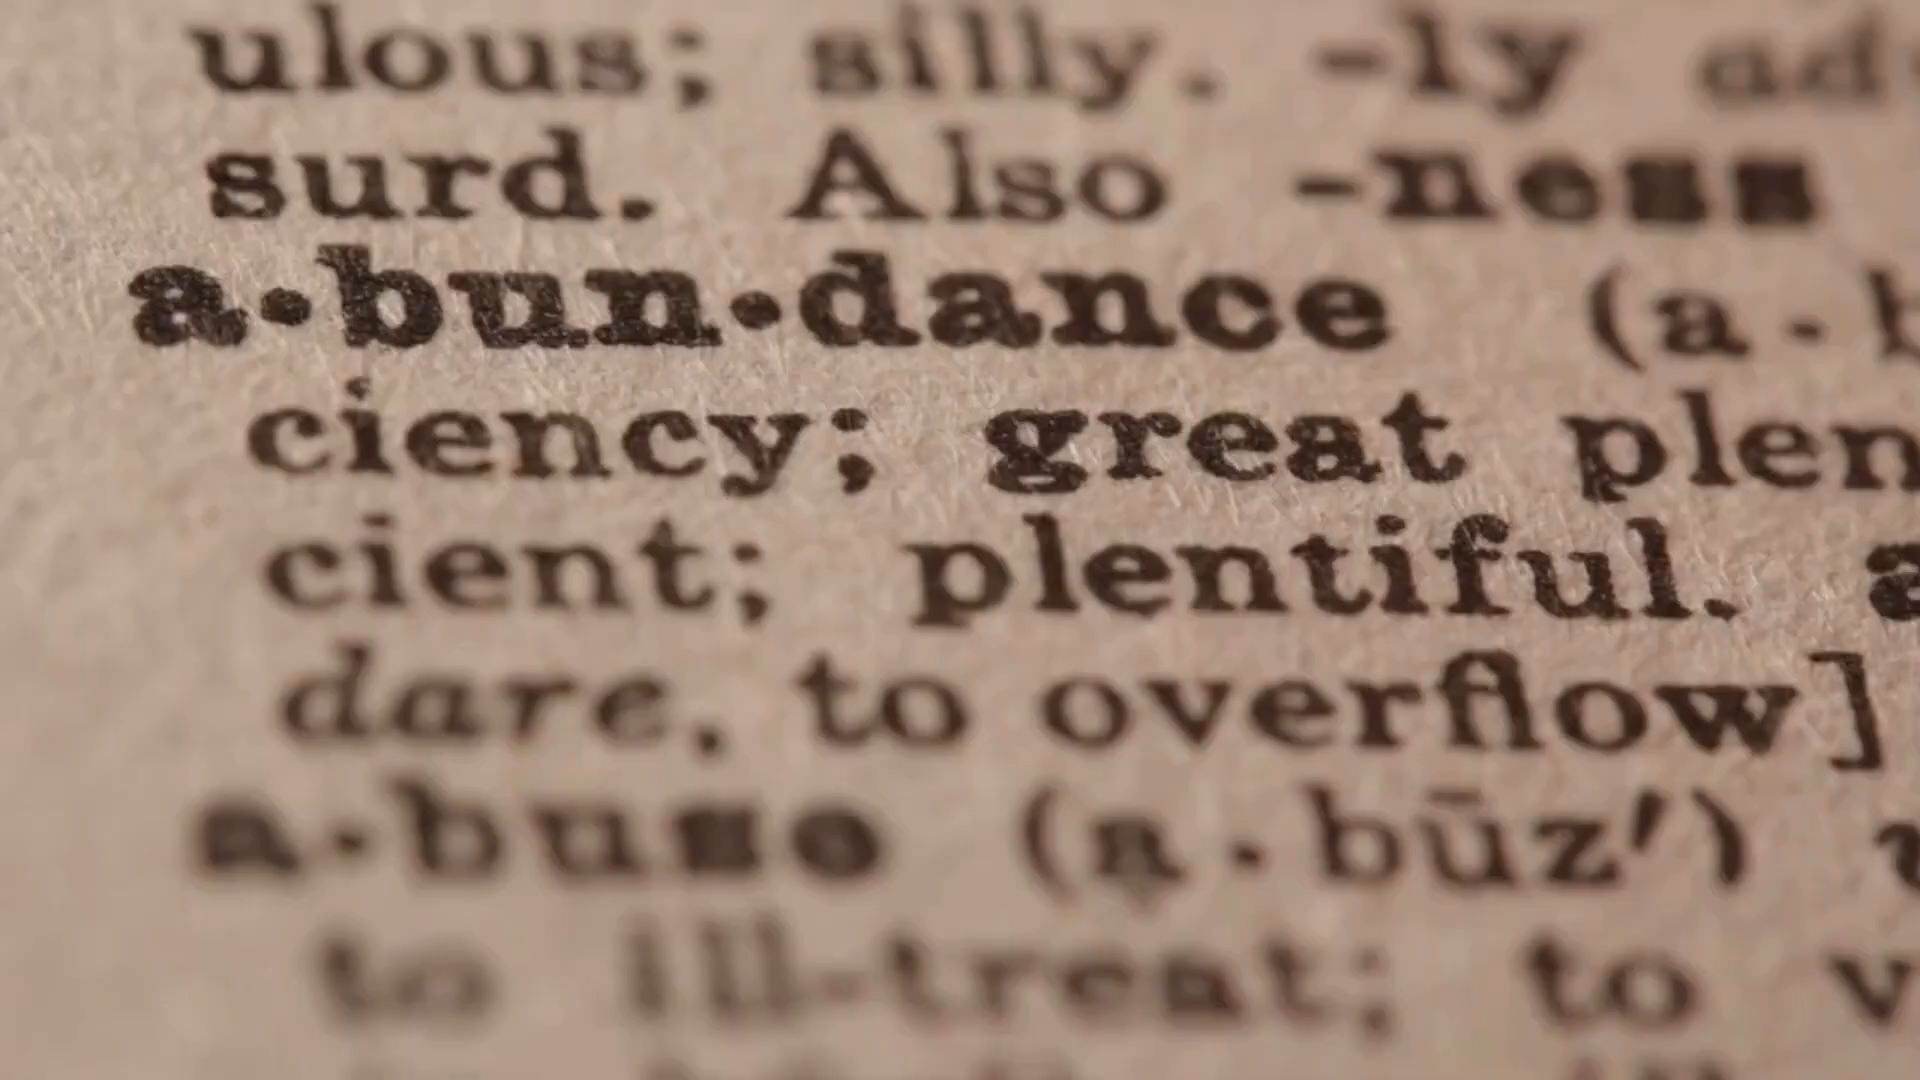 ulous; silly. -ly ad
surd. Also -ness
a·bun·dance (a·b
ciency; great plen
cient; plentiful. a
dare, to overflow]
a·buse (a·būz′) v
to ill-treat; to v